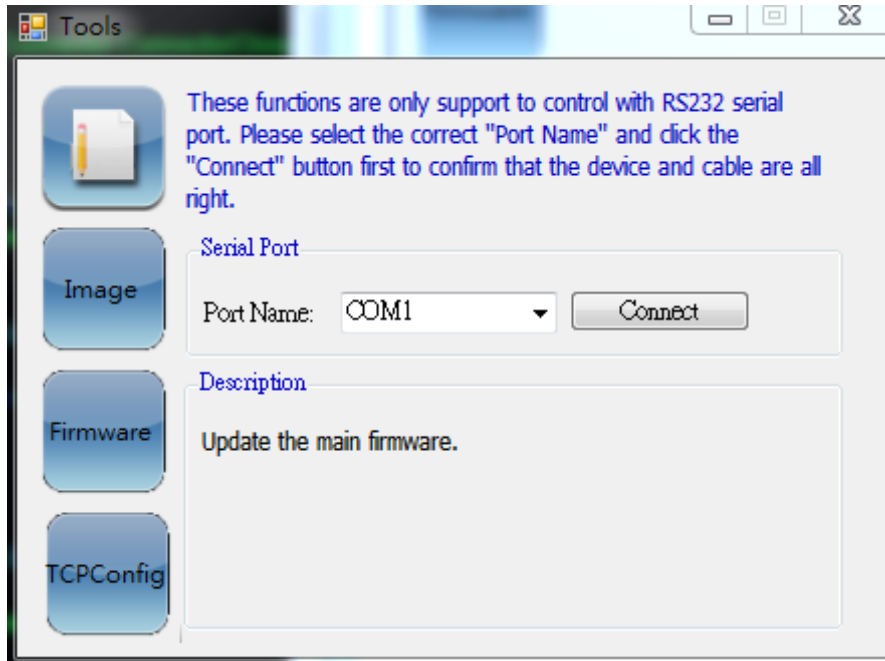 Tools
These functions are only support to control with RS232 serial
port. Please select the correct "Port Name" and click the
"Connect" button first to confirm that the device and cable are all
right.
Image
Serial Port
Port Name: COM1 Connect
Description
Firmware
Update the main firmware.
TCPConfig